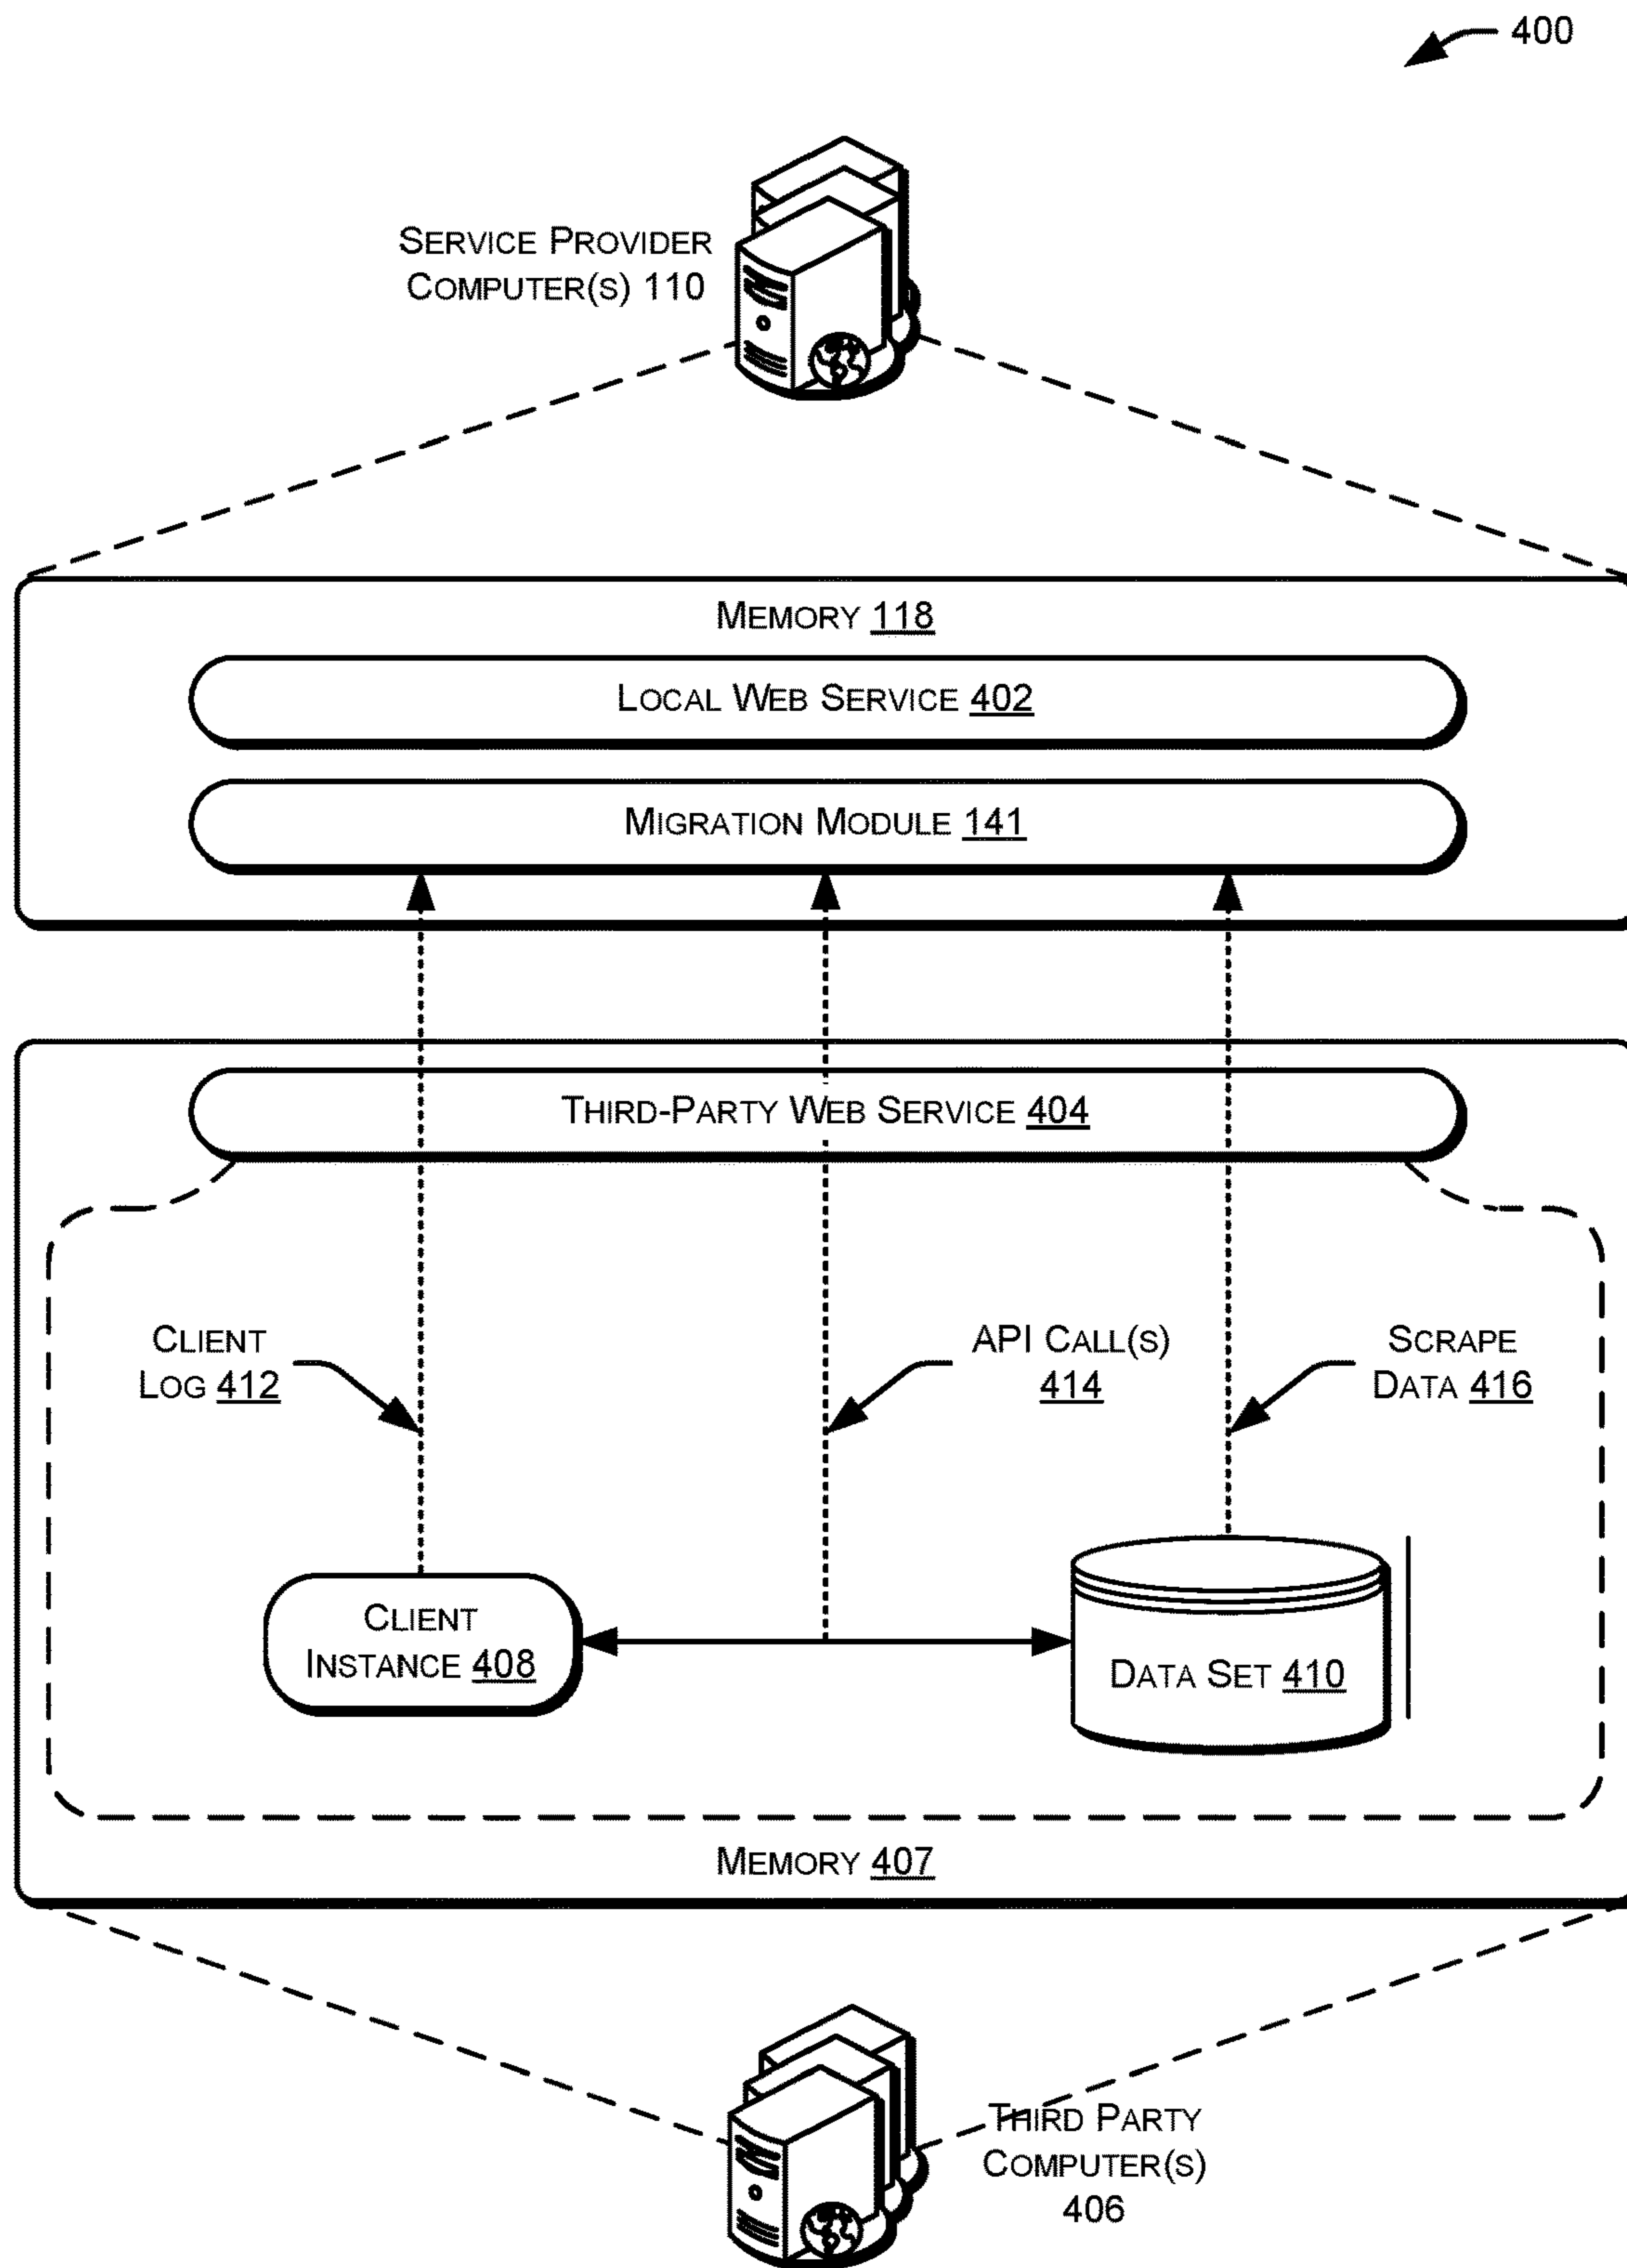 400
SERVICE PROVIDER
COMPUTER(S) 110
MEMORY 118
LOCAL WEB SERVICE 402
MIGRATION MODULE 141
THIRD-PARTY WEB SERVICE 404
CLIENT
LOG 412
API CALL(S)
414
SCRAPE
DATA 416
CLIENT
INSTANCE 408
DATA SET 410
MEMORY 407
THIRD PARTY
COMPUTER(S)
406